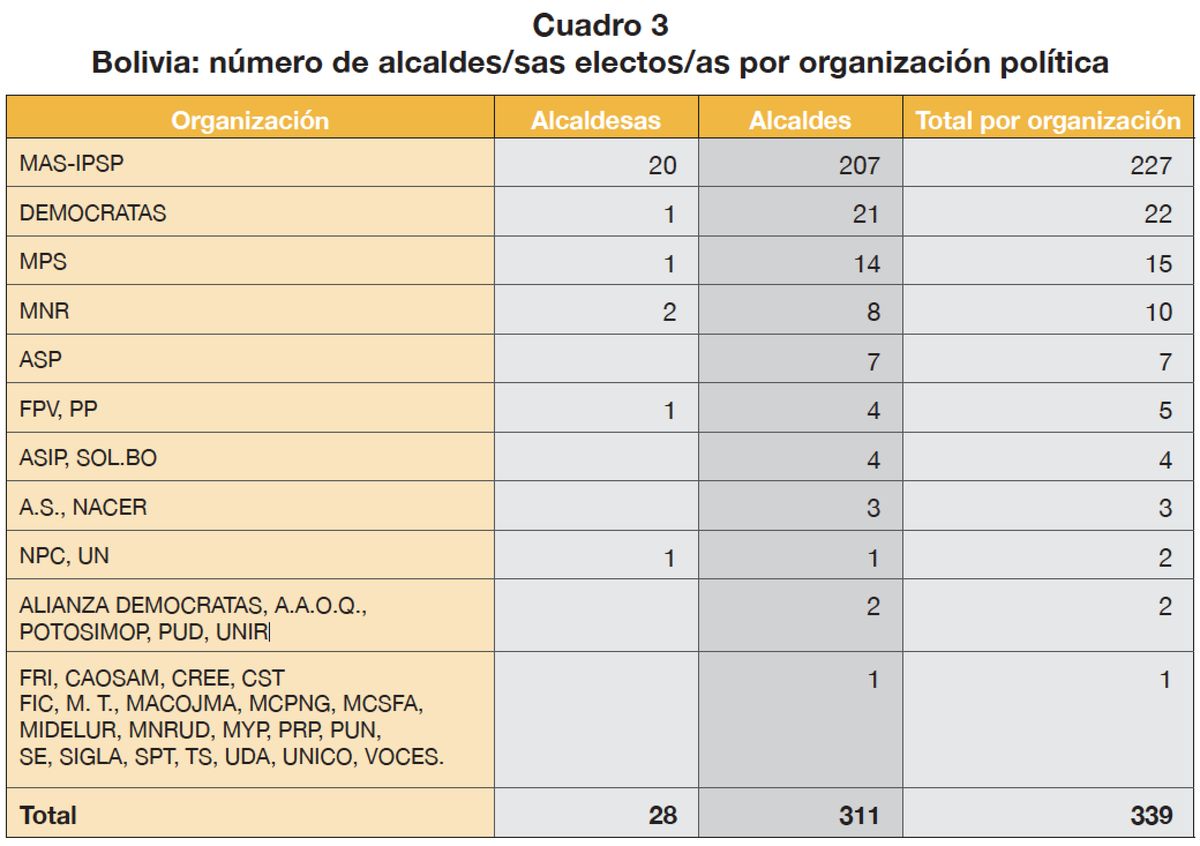 Cuadro 3
Bolivia: número de alcaldes/sas electos/as por organización política
Organización Alcaldesas Alcaldes Total por organización
MAS-IPSP 20 207 227
DEMOCRATAS 1 21 22
MPS 1 14 15
MNR 2 8 10
ASP 7 7
FPV, PP 1 4 5
ASIP, SOL.BO 4 4
A.S., NACER 3 3
NPC, UN 1 1 2
ALIANZA DEMOCRATAS, A.A.O.Q., 2 2
POTOSIMOP, PUD, UNIR
FRI, CAOSAM, CREE, CST 1 1
FIC, M. T., MACOJMA, MCPNG, MCSFA,
MIDELUR, MNRUD, MYP, PRP, PUN,
SE, SIGLA, SPT, TS, UDA, UNICO, VOCES.
Total 28 311 339